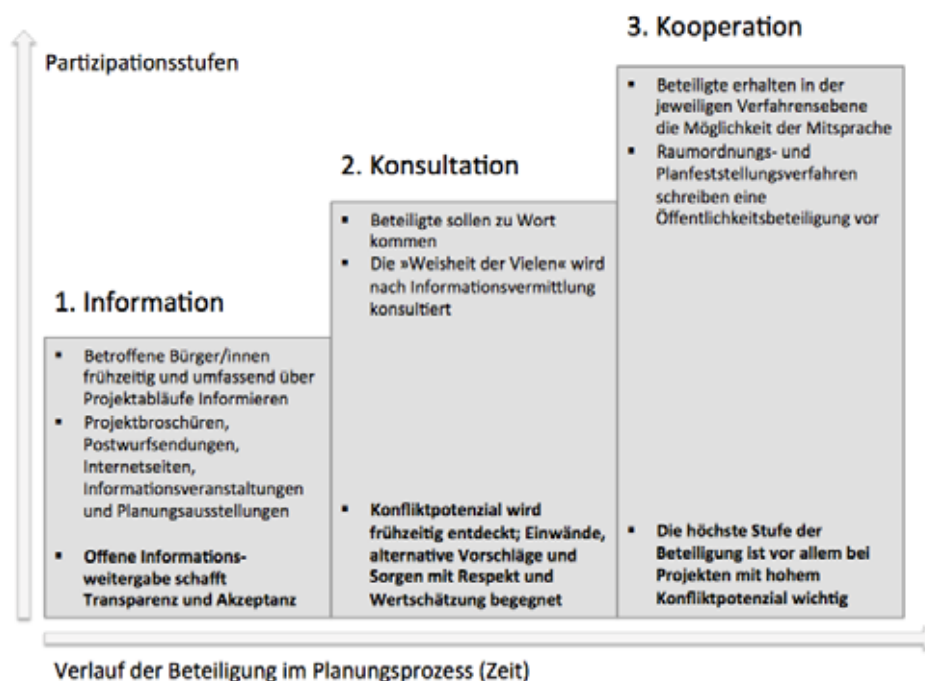 Partizipationsstufen
1. Information
▪ Betroffene Bürger/innen
frühzeitig und umfassend über
Projektabläufe Informieren
▪ Projektbroschüren,
Postwurfsendungen,
Internetseiten,
Informationsveranstaltungen
und Planungsausstellungen
▪ Offene Informations-
weitergabe schafft
Transparenz und Akzeptanz
2. Konsultation
▪ Beteiligte sollen zu Wort
kommen
▪ Die »Weisheit der Vielen« wird
nach Informationsvermittlung
konsultiert
▪ Konfliktpotenzial wird
frühzeitig entdeckt; Einwände,
alternative Vorschläge und
Sorgen mit Respekt und
Wertschätzung begegnet
3. Kooperation
▪ Beteiligte erhalten in der
jeweiligen Verfahrensebene
die Möglichkeit der Mitsprache
▪ Raumordnungs- und
Planfeststellungsverfahren
schreiben eine
Öffentlichkeitsbeteiligung vor
▪ Die höchste Stufe der
Beteiligung ist vor allem bei
Projekten mit hohem
Konfliktpotenzial wichtig
Verlauf der Beteiligung im Planungsprozess (Zeit)